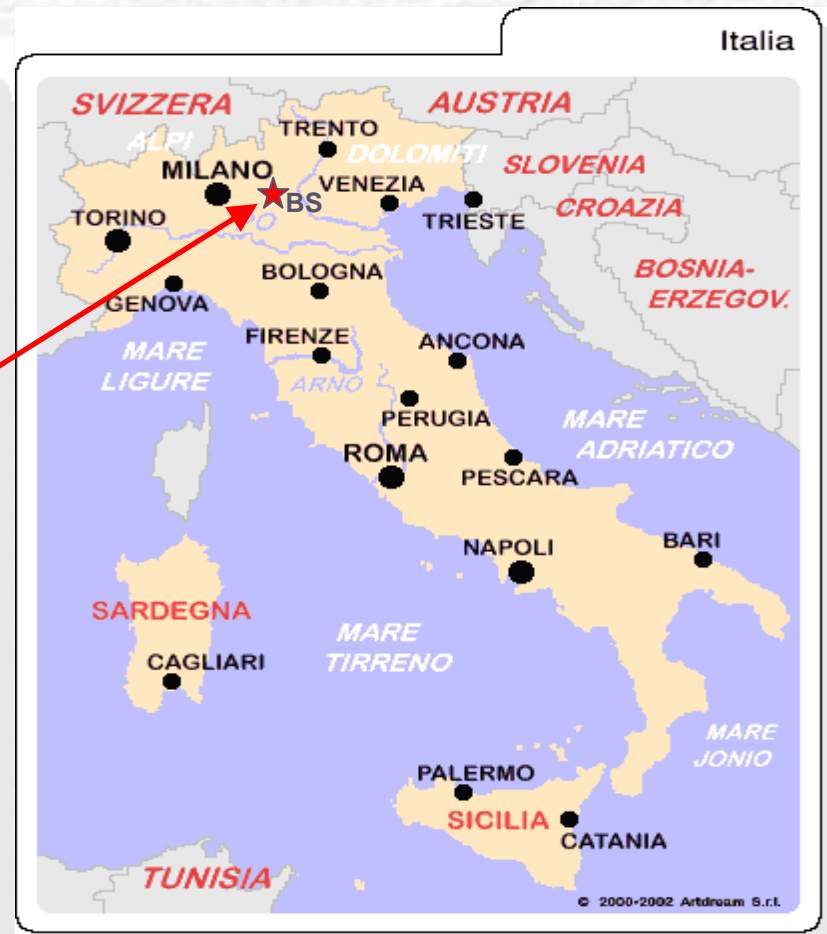 Italia
SVIZZERA
AUSTRIA
ALPI
TRENTO
DOLOMITI
MILANO
SLOVENIA
VENEZIA
BS
CROAZIA
TORINO
TRIESTE
BOLOGNA
BOSNIA-
ERZEGOV.
GENOVA
FIRENZE
ANCONA
MARE
LIGURE
ARNO
PERUGIA
MARE
ADRIATICO
ROMA
PESCARA
NAPOLI
BARI
SARDEGNA
MARE
TIRRENO
CAGLIARI
MARE
JONIO
PALERMO
SICILIA
CATANIA
TUNISIA
© 2000-2002 Artdream S.r.l.